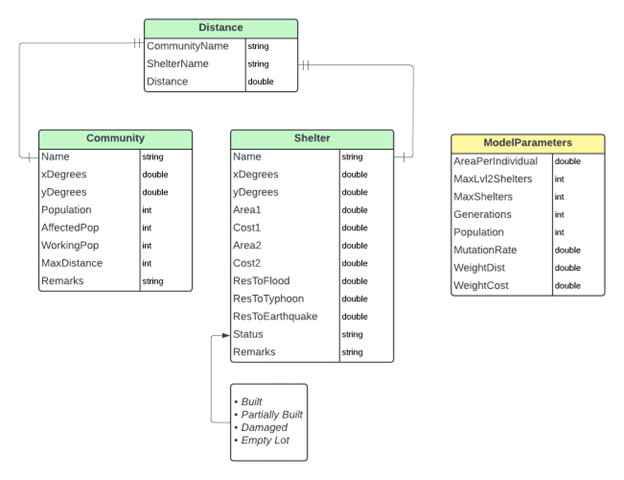 Distance
CommunityName string
ShelterName string
Distance double
Community
Name string
xDegrees double
yDegrees double
Population int
AffectedPop int
WorkingPop int
MaxDistance int
Remarks string
Shelter
Name string
xDegrees double
yDegrees double
Area1 double
Cost1 double
Area2 double
Cost2 double
ResToFlood double
ResToTyphoon double
ResToEarthquake double
Status string
Remarks string
ModelParameters
AreaPerIndividual double
MaxLvl2Shelters int
MaxShelters int
Generations int
Population int
MutationRate double
WeightDist double
WeightCost double
• Built
• Partially Built
• Damaged
• Empty Lot